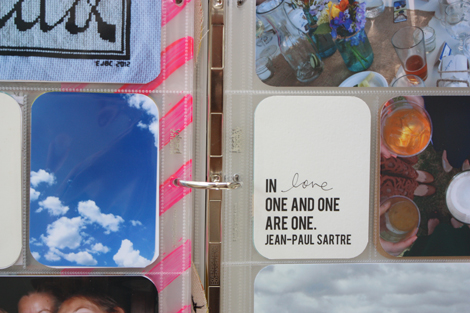 IN love
ONE AND ONE
ARE ONE.
JEAN-PAUL SARTRE